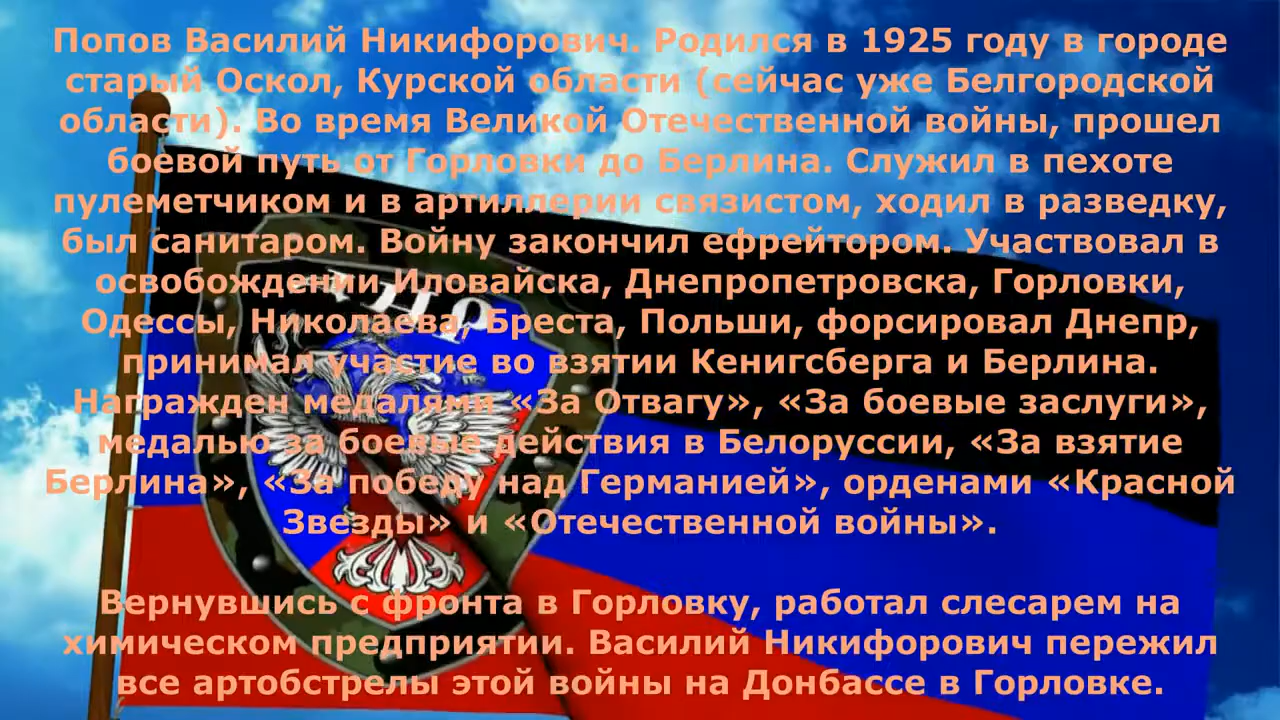 Попов Василий Никифорович. Родился в 1925 году в городе
старый Оскол, Курской области (сейчас уже Белгородской
области). Во время Великой Отечественной войны, прошел
боевой путь от Горловки до Берлина. Служил в пехоте
пулеметчиком и в артиллерии связистом, ходил в разведку,
был санитаром. Войну закончил ефрейтором. Участвовал в
освобождении Иловайска, Днепропетровска, Горловки,
Одессы, Николаева, Бреста, Польши, форсировал Днепр,
принимал участие во взятии Кенигсберга и Берлина.
Награжден медалями «За Отвагу», «За боевые заслуги»,
медалью за боевые действия в Белоруссии, «За взятие
Берлина», «За победу над Германией», орденами «Красной
Звезды» и «Отечественной войны».
Вернувшись с фронта в Горловку, работал слесарем на
химическом предприятии. Василий Никифорович пережил
все артобстрелы этой войны на Донбассе в Горловке.
ДНР